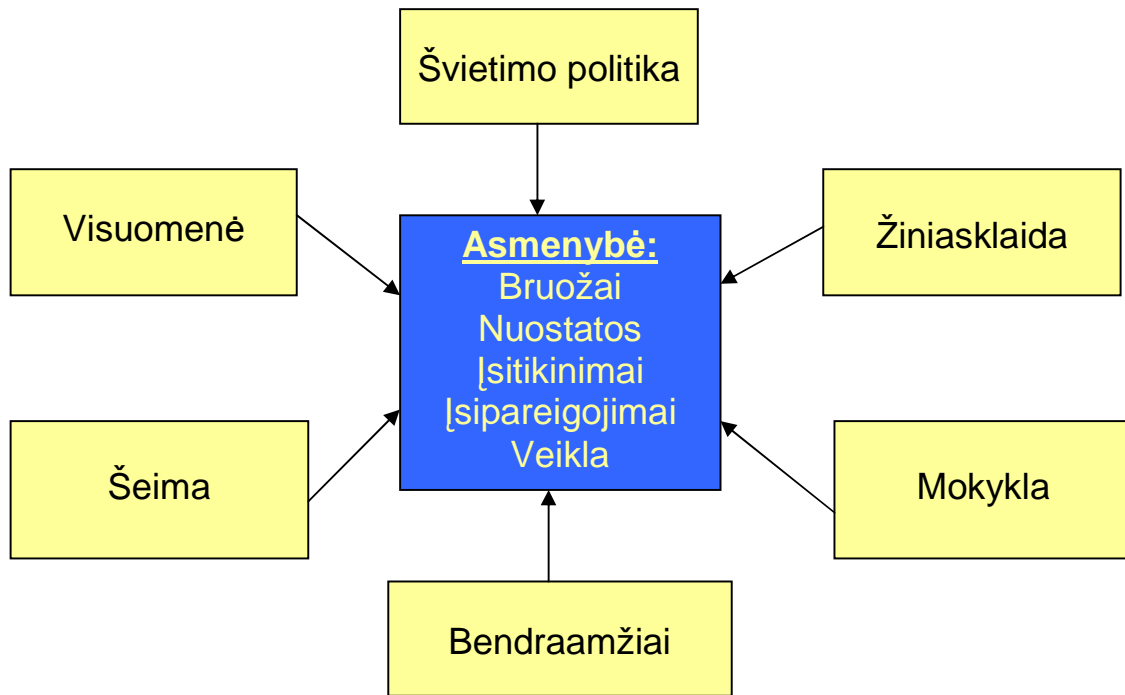 Švietimo politika
Visuomenė
Žiniasklaida
Asmenybė:
Bruožai
Nuostatos
Įsitikinimai
Įsipareigojimai
Veikla
Šeima
Mokykla
Bendraamžiai